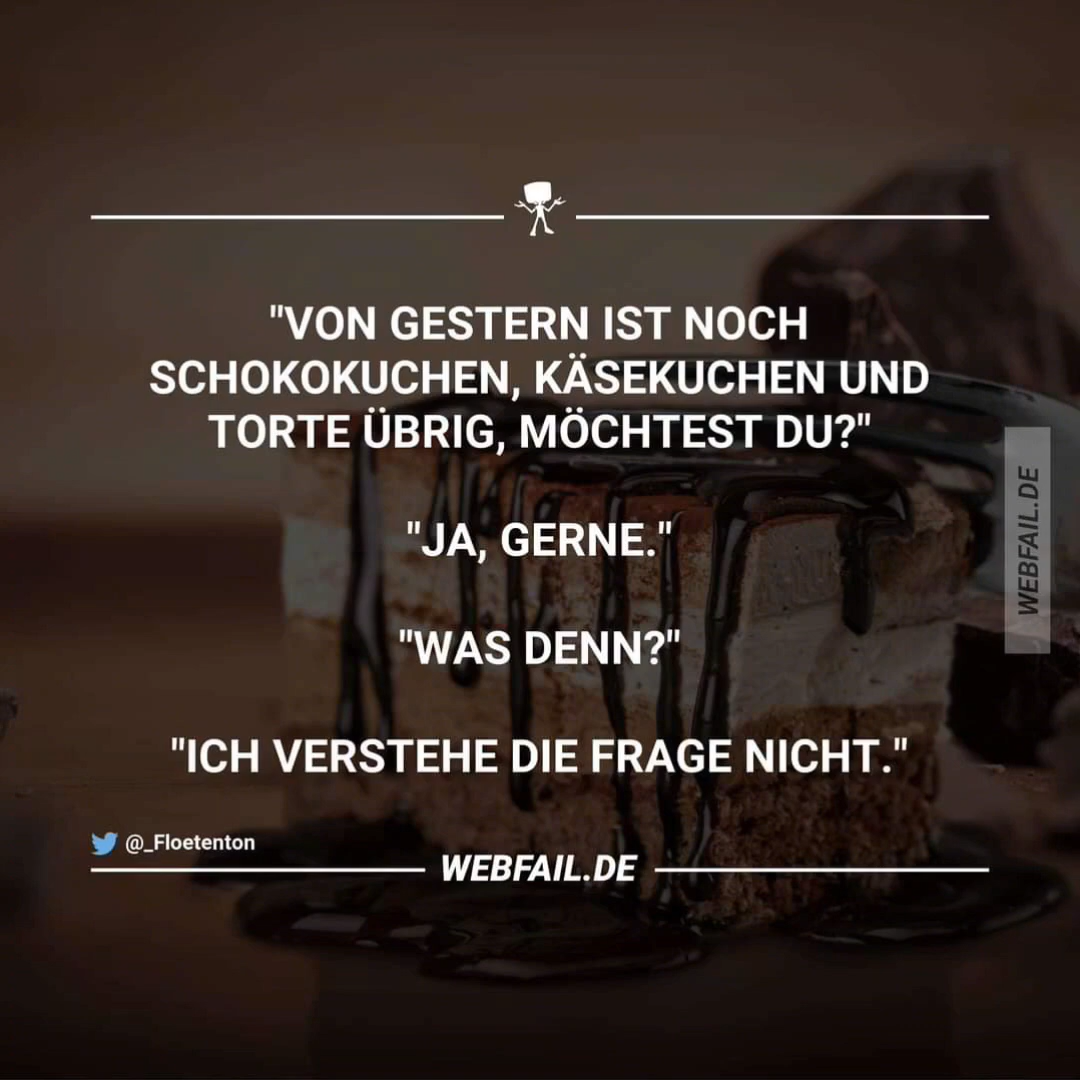 "VON GESTERN IST NOCH
SCHOKOKUCHEN, KÄSEKUCHEN UND
TORTE ÜBRIG, MÖCHTEST DU?"
"JA, GERNE."
"WAS DENN?"
"ICH VERSTEHE DIE FRAGE NICHT."
@_Floetenton
WEBFAIL.DE
WEBFAIL.DE